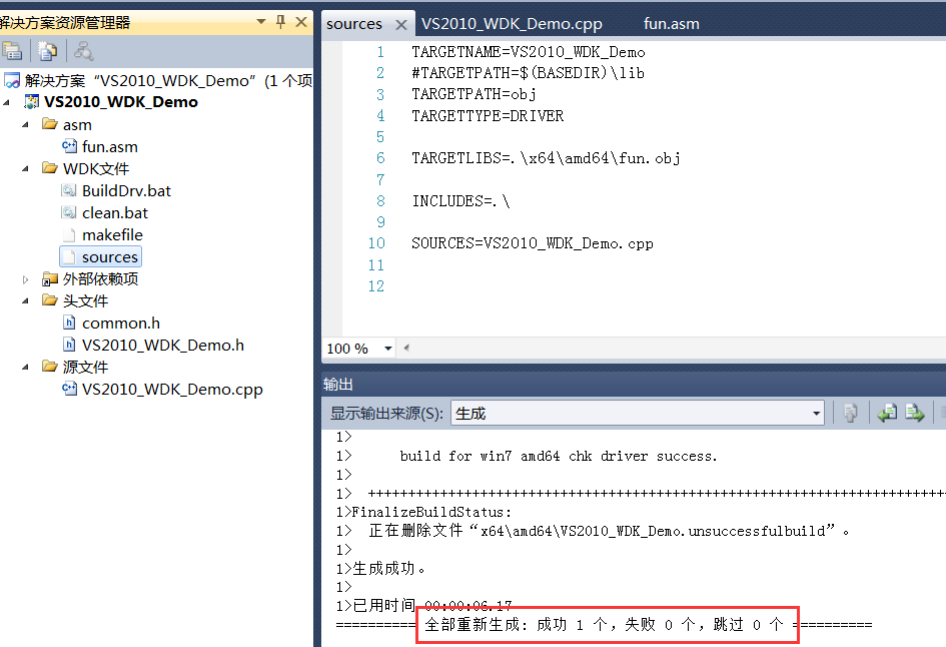 解决方案资源管理器
解决方案“VS2010_WDK_Demo”(1 个项
VS2010_WDK_Demo
asm
fun.asm
WDK文件
BuildDrv.bat
clean.bat
makefile
sources
外部依赖项
头文件
common.h
VS2010_WDK_Demo.h
源文件
VS2010_WDK_Demo.cpp
sources VS2010_WDK_Demo.cpp fun.asm
1 TARGETNAME=VS2010_WDK_Demo
2 #TARGETPATH=$(BASEDIR)\lib
3 TARGETPATH=obj
4 TARGETTYPE=DRIVER
5
6 TARGETLIBS=.\x64\amd64\fun.obj
7
8 INCLUDES=.\
9
10 SOURCES=VS2010_WDK_Demo.cpp
11
12
100 %
输出
显示输出来源(S): 生成
1>
1> build for win7 amd64 chk driver success.
1>
1> ++++++++++++++++++++++++++++++++++++++++++++++++++++++++++++++++++++++++
1>FinalizeBuildStatus:
1> 正在删除文件“x64\amd64\VS2010_WDK_Demo.unsuccessfulbuild”。
1>
1>生成成功。
1>
1>已用时间 00:00:06.17
========== 全部重新生成: 成功 1 个，失败 0 个，跳过 0 个 ==========